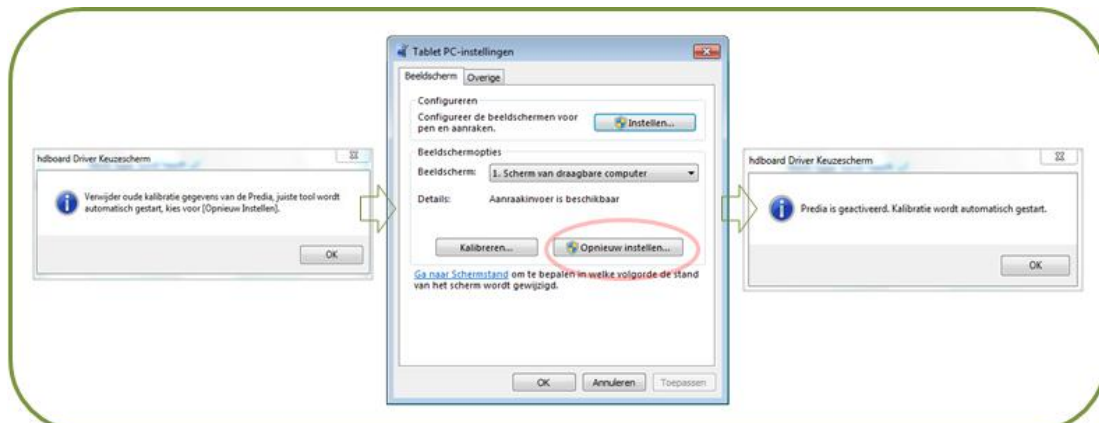 hdboard Driver Keuzescherm
Verwijder oude kalibratie gegevens van de Predia, juiste tool wordt
automatisch gestart, kies voor [Opnieuw Instellen].
OK
Tablet PC-instellingen
Beeldscherm
Overige
Configureren
Configureer de beeldschermen voor
pen en aanraken.
Instellen...
Beeldschermopties
Beeldscherm:
1. Scherm van draagbare computer
Details:
Aanraakinvoer is beschikbaar
Kalibreren...
Opnieuw instellen...
Ga naar Schermstand om te bepalen in welke volgorde de stand
van het scherm wordt gewijzigd.
OK
Annuleren
Toepassen
hdboard Driver Keuzescherm
Predia is geactiveerd. Kalibratie wordt automatisch gestart.
OK